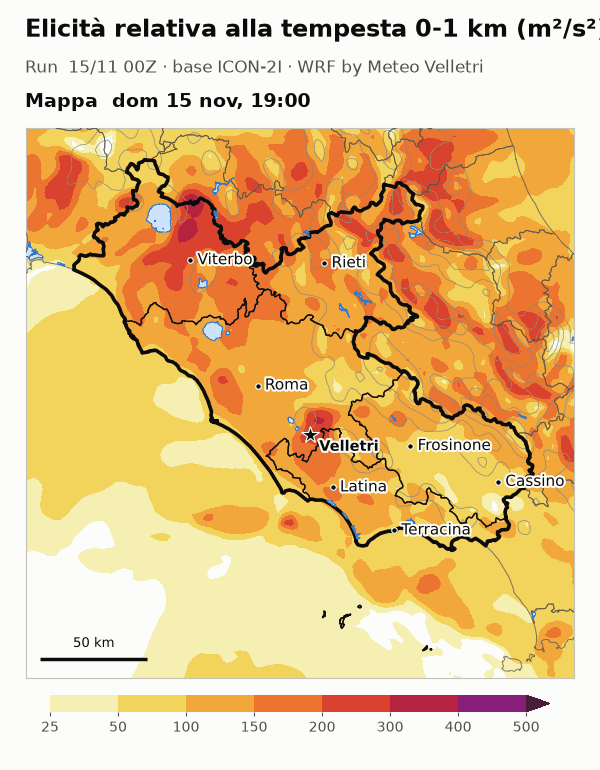 Elicità relativa alla tempesta 0-1 km (m²/s²)
Run 15/11 00Z · base ICON-2I · WRF by Meteo Velletri
Mappa dom 15 nov, 19:00
Viterbo
Rieti
Roma
Velletri
Frosinone
Cassino
Latina
Terracina
50 km
25 50 100 150 200 300 400 500